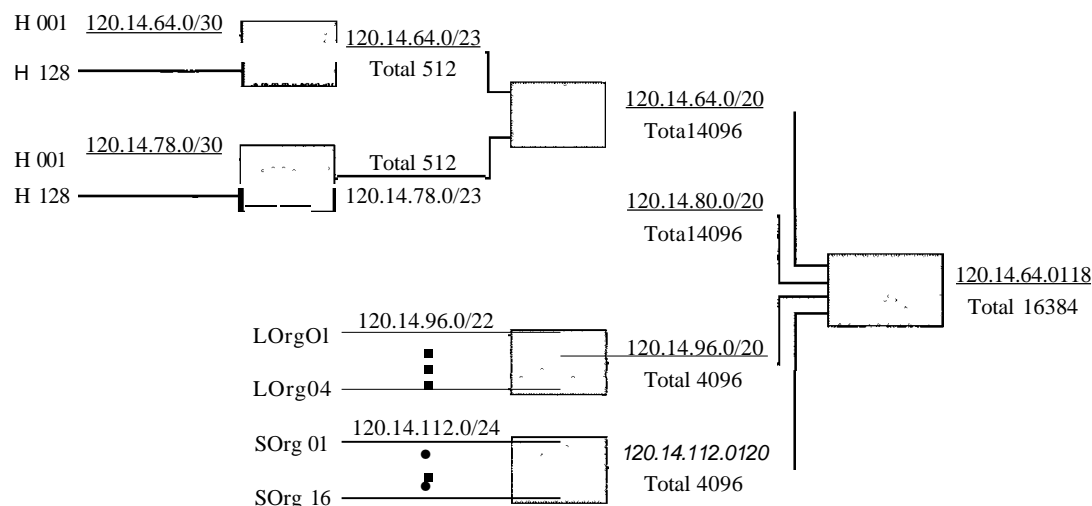 H 001 120.14.64.0/30
H 128
120.14.64.0/23
Total 512
H 001 120.14.78.0/30
H 128
Total 512
120.14.78.0/23
120.14.64.0/20
Tota14096
120.14.80.0/20
Tota14096
120.14.64.0118
Total 16384
LOrgOl 120.14.96.0/22
LOrg04
120.14.96.0/20
Total 4096
SOrg 01 120.14.112.0/24
SOrg 16
120.14.112.0120
Total 4096